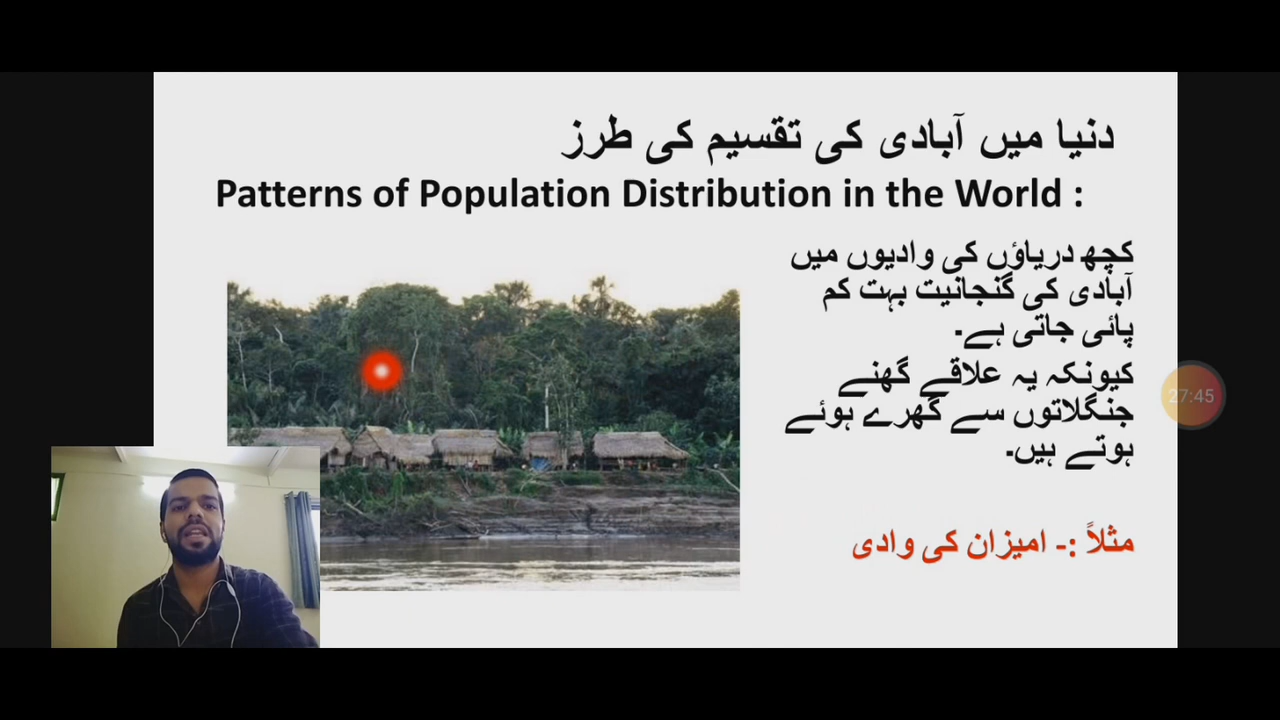 دنیا میں آبادی کی تقسیم کی طرز
Patterns of Population Distribution in the World :
کچھ دریاؤں کی وادیوں میں
آبادی کی گنجانیت بہت کم
پائی جاتی ہے۔
کیونکہ یہ علاقے گھنے
جنگلاتوں سے گھرے ہوئے
ہوتے ہیں۔
27:45
مثلاً :- امیزان کی وادی